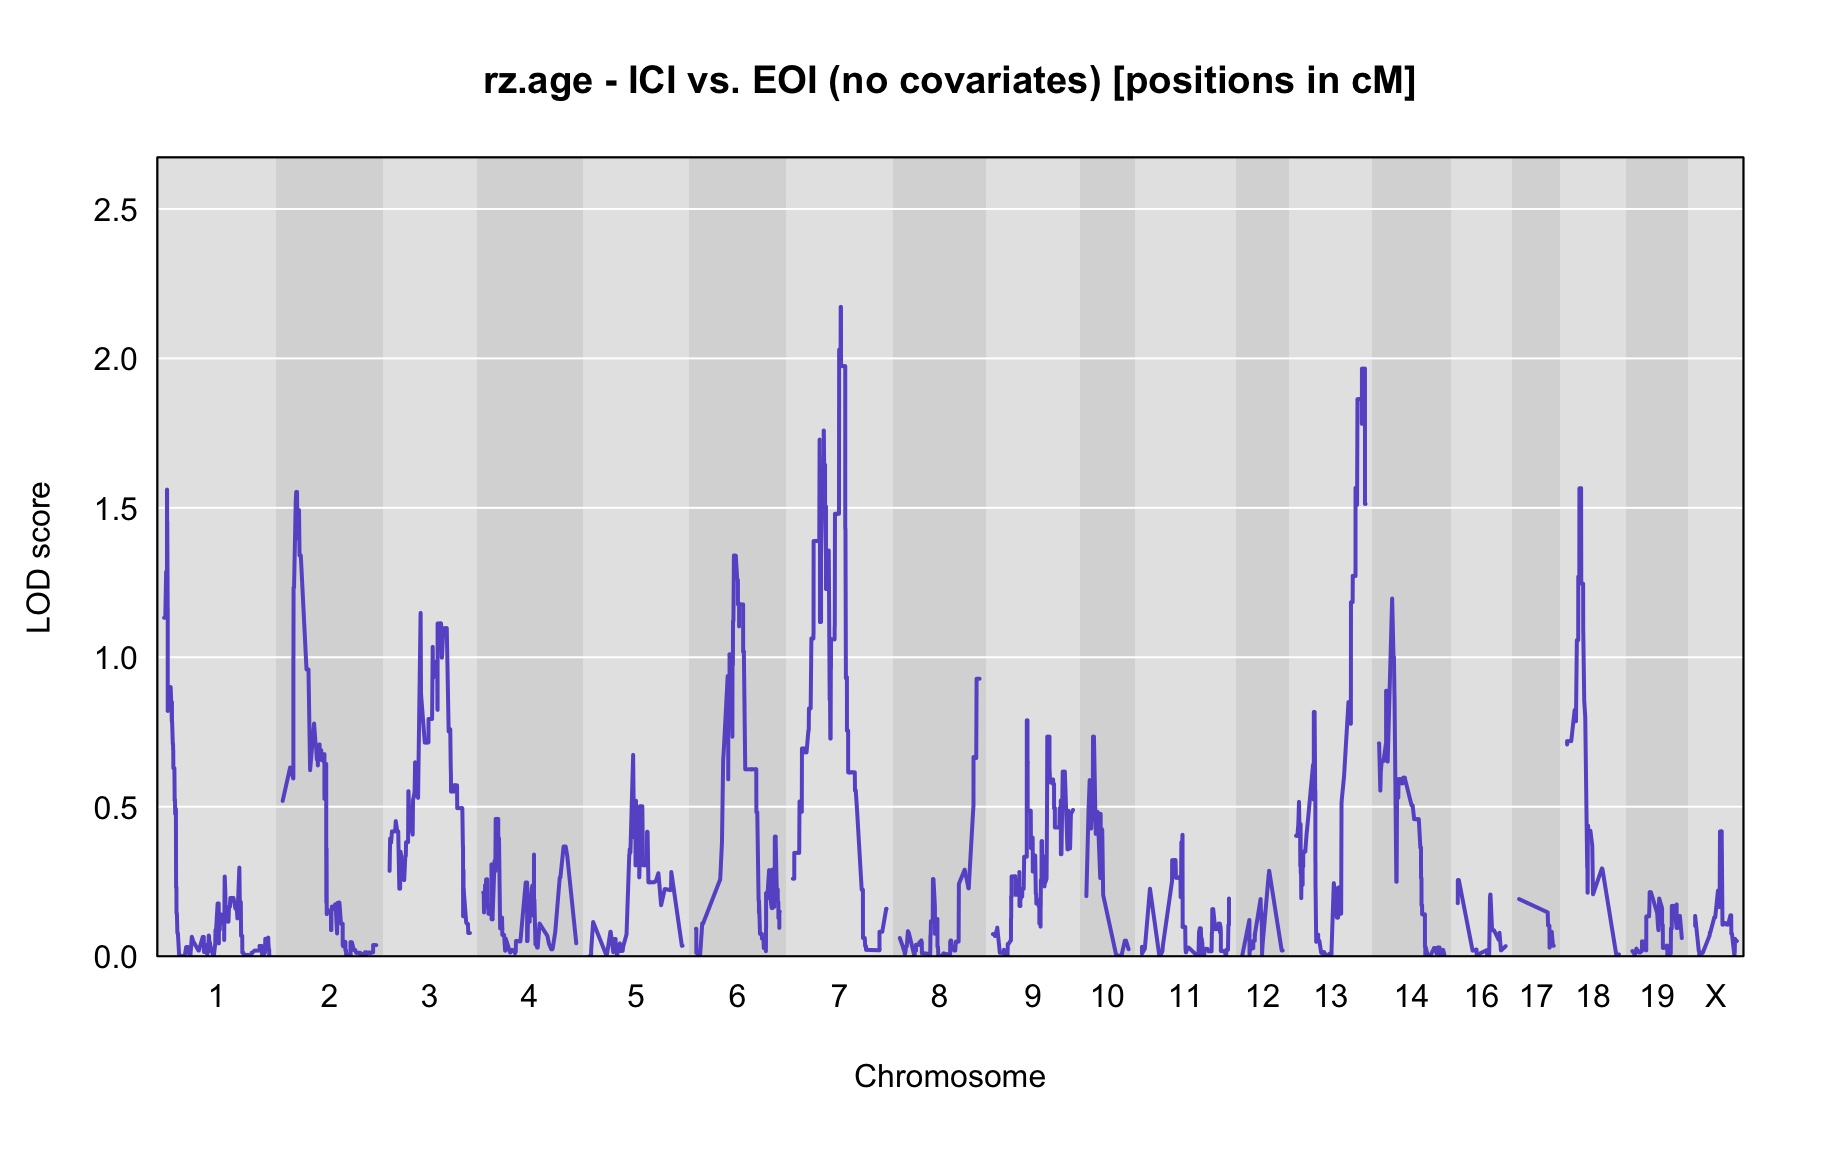 rz.age - ICI vs. EOI (no covariates) [positions in cM]
2.5
2.0
1.5
1.0
0.5
0.0
LOD score
1 2 3 4 5 6 7 8 9 10 11 12 13 14 16 17 18 19 X
Chromosome